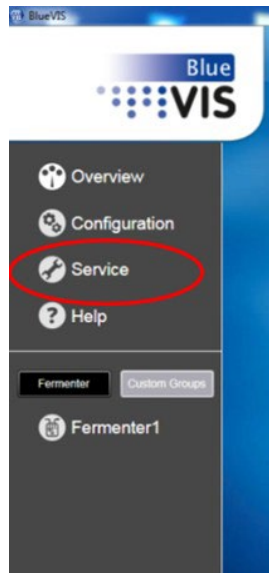 BlueVIS
Blue
VIS
Overview
Configuration
Service
Help
Fermenter Custom Groups
Fermenter1